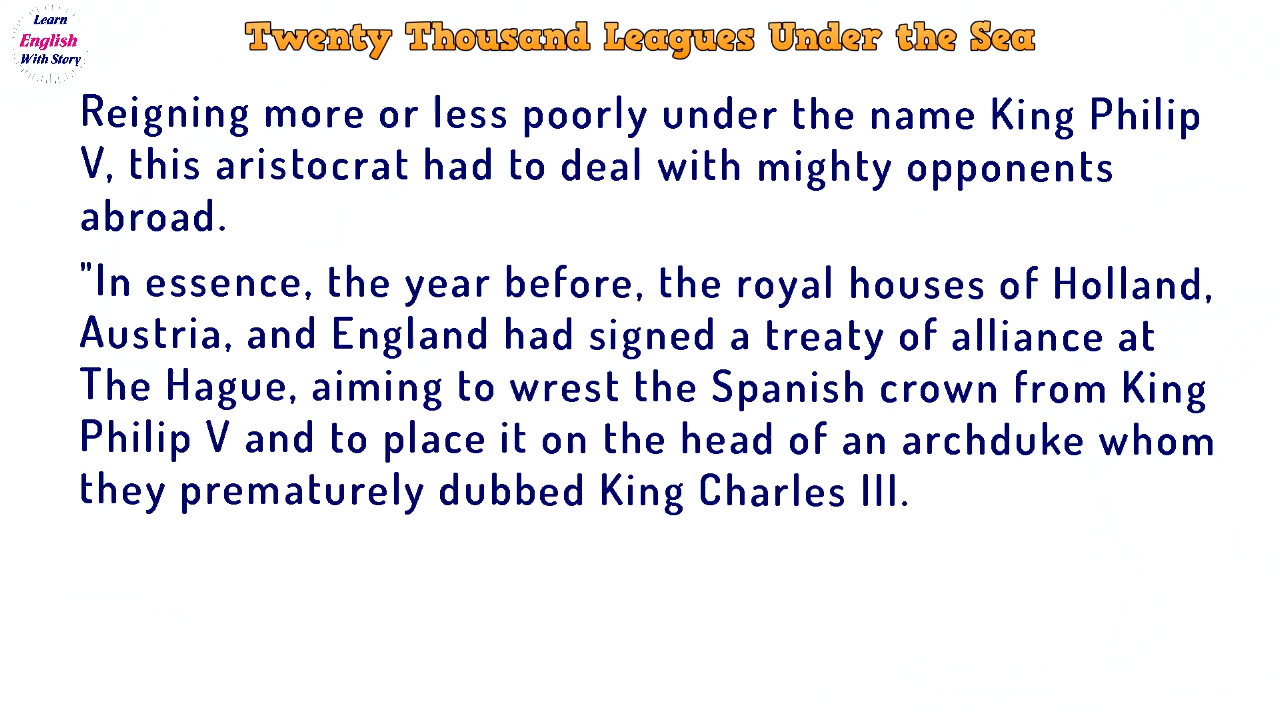 Learn
English
With Story
Twenty Thousand Leagues Under the Sea
Reigning more or less poorly under the name King Philip
V, this aristocrat had to deal with mighty opponents
abroad.
"In essence, the year before, the royal houses of Holland,
Austria, and England had signed a treaty of alliance at
The Hague, aiming to wrest the Spanish crown from King
Philip V and to place it on the head of an archduke whom
they prematurely dubbed King Charles III.